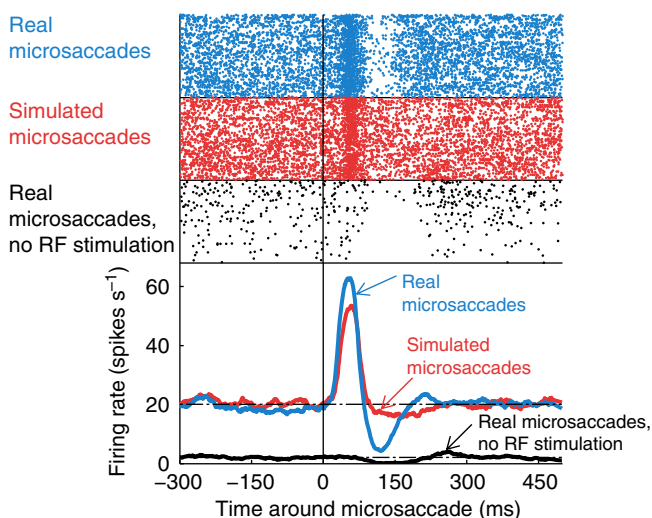 Real
microsaccades
Simulated
microsaccades
Real
microsaccades,
no RF stimulation
Firing rate (spikes s⁻¹)
60
40
20
0
Real
microsaccades
Simulated
microsaccades
Real microsaccades,
no RF stimulation
−300 −150 0 150 300 450
Time around microsaccade (ms)